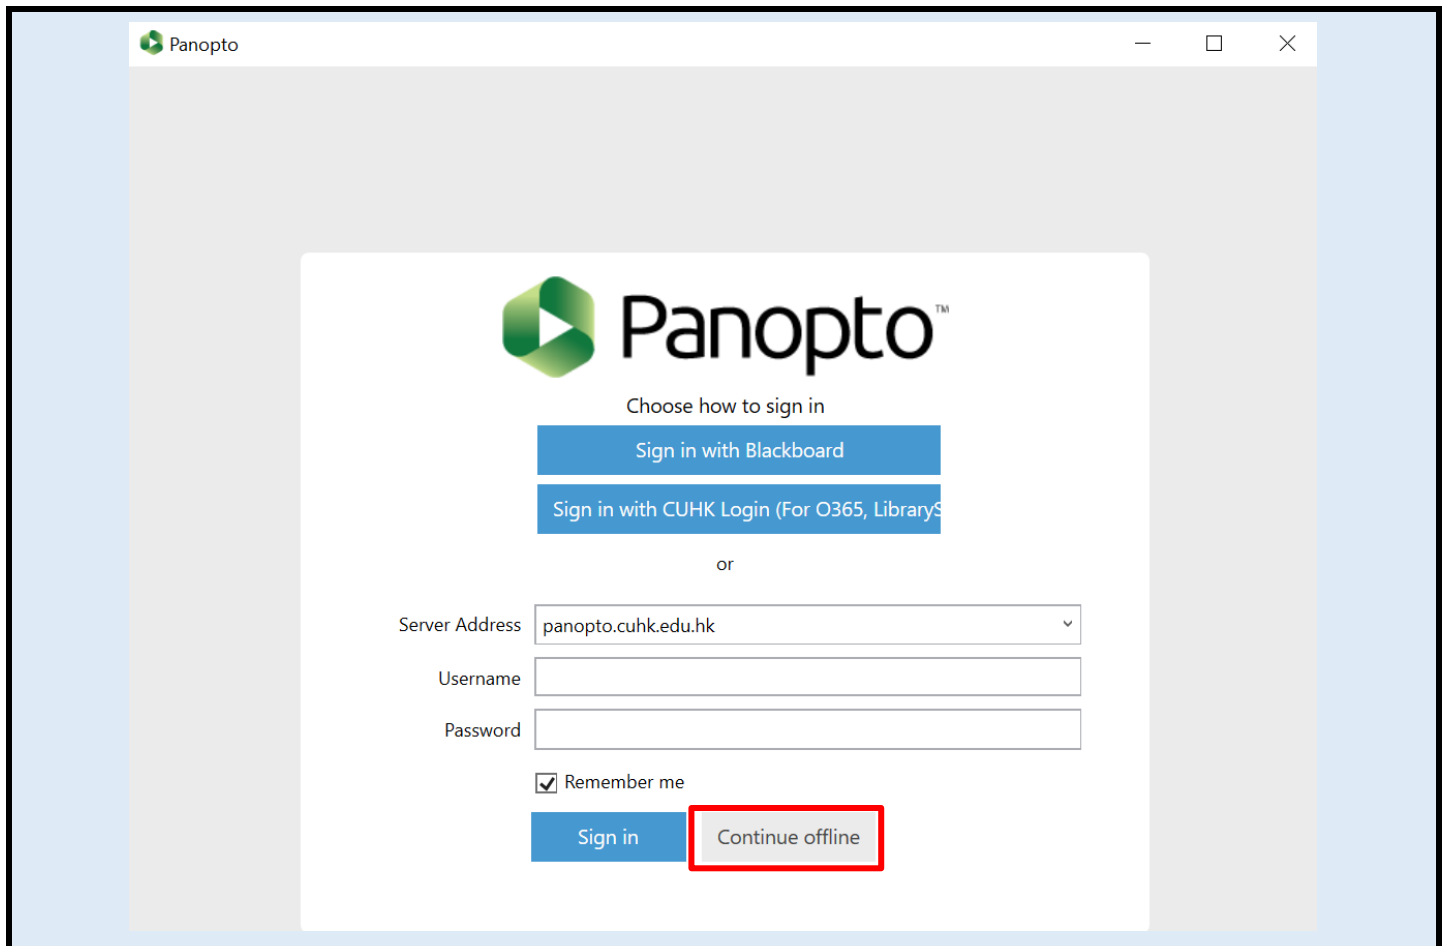 Panopto
Panopto™
Choose how to sign in
Sign in with Blackboard
Sign in with CUHK Login (For O365, LibraryS
or
Server Address panopto.cuhk.edu.hk
Username
Password
Remember me
Sign in Continue offline